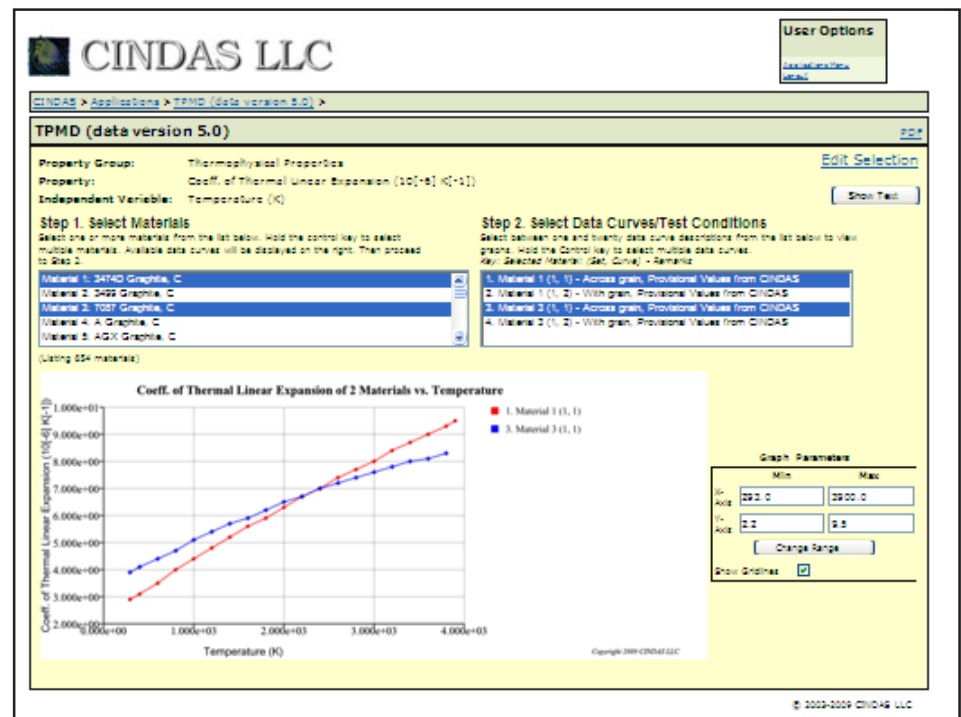 CINDAS LLC
User Options
Applications Menu
Logout
CINDAS > Applications > TPMD (data version 5.0) >
TPMD (data version 5.0)
PDF
Property Group: Thermophysical Properties
Edit Selection
Property: Coeff. of Thermal Linear Expansion (10[-6] K[-1])
Independent Variable: Temperature (K)
Show Text
Step 1. Select Materials
Select one or more materials from the list below. Hold the control key to select
multiple materials. Available data curves will be displayed on the right. Then proceed
to Step 2.
Material 1: 3474D Graphite, C
Material 2: 3499 Graphite, C
Material 3: 7087 Graphite, C
Material 4: A Graphite, C
Material 5: AGX Graphite, C
(Listing 854 materials)
Step 2. Select Data Curves/Test Conditions
Select between one and twenty data curve descriptions from the list below to view
graphs. Hold the Control key to select multiple data curves.
Key: Selected Material: (Set, Curve) - Remarks
1. Material 1 (1, 1) - Across grain, Provisional Values from CINDAS
2. Material 1 (1, 2) - With grain, Provisional Values from CINDAS
3. Material 3 (1, 1) - Across grain, Provisional Values from CINDAS
4. Material 3 (1, 2) - With grain, Provisional Values from CINDAS
Coeff. of Thermal Linear Expansion of 2 Materials vs. Temperature
Coeff. of Thermal Linear Expansion (10[-6] K[-1])
1.000e+01
9.000e+00
8.000e+00
7.000e+00
6.000e+00
5.000e+00
4.000e+00
3.000e+00
2.000e+00
0.000e+00 1.000e+03 2.000e+03 3.000e+03 4.000e+03
Temperature (K)
1. Material 1 (1, 1)
3. Material 3 (1, 1)
Copyright 2009 CINDAS LLC
Graph Parameters
Min Max
X-Axis 293.0 3900.0
Y-Axis 2.2 9.5
Change Range
Show Gridlines
© 2003-2009 CINDAS LLC